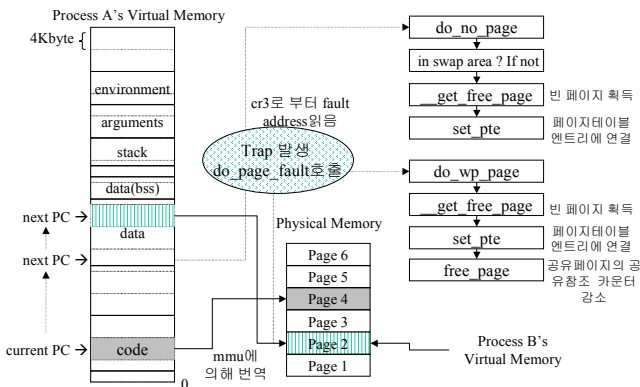 Process A's Virtual Memory
4Kbyte
environment
arguments
stack
data(bss)
next PC
data
next PC
current PC
code
0
cr3로 부터 fault
address읽음
Trap 발생
do_page_fault호출
mmu에
의해 번역
Physical Memory
Page 6
Page 5
Page 4
Page 3
Page 2
Page 1
do_no_page
in swap area ? If not
__get_free_page
빈 페이지 획득
set_pte
페이지테이블
엔트리에 연결
do_wp_page
__get_free_page
빈 페이지 획득
set_pte
페이지테이블
엔트리에 연결
free_page
공유페이지의 공
유참조 카운터
감소
Process B's
Virtual Memory